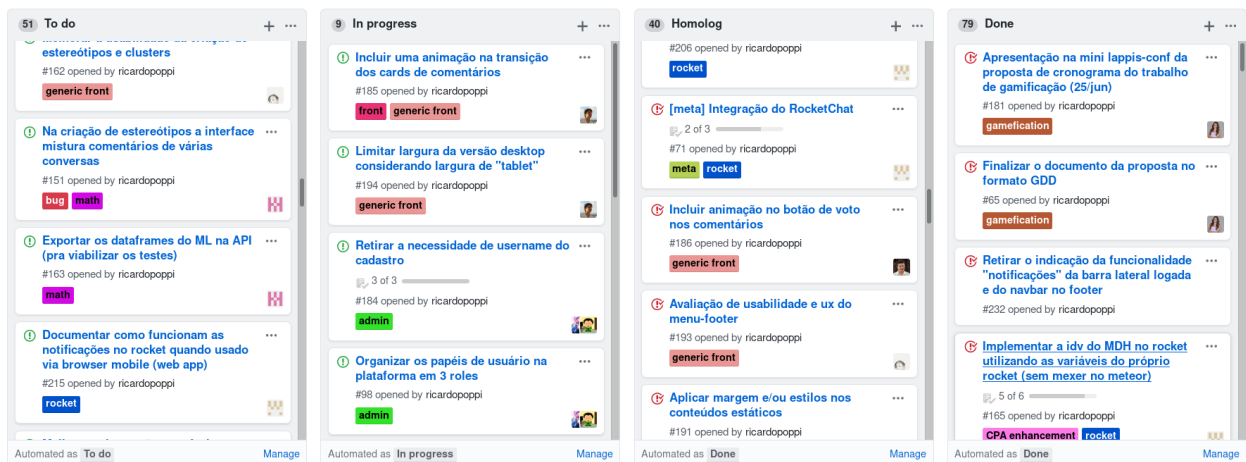 51 To do
Melhorar a usabilidade da criação de
estereótipos e clusters
#162 opened by ricardopoppi
generic front
Na criação de estereótipos a interface
mistura comentários de várias
conversas
#151 opened by ricardopoppi
bug math
Exportar os dataframes do ML na API
(pra viabilizar os testes)
#163 opened by ricardopoppi
math
Documentar como funcionam as
notificações no rocket quando usado
via browser mobile (web app)
#215 opened by ricardopoppi
rocket
Automated as To do Manage
9 In progress
Incluir uma animação na transição
dos cards de comentários
#185 opened by ricardopoppi
front generic front
Limitar largura da versão desktop
considerando largura de "tablet"
#194 opened by ricardopoppi
generic front
Retirar a necessidade de username do
cadastro
3 of 3
#184 opened by ricardopoppi
admin
Organizar os papéis de usuário na
plataforma em 3 roles
#98 opened by ricardopoppi
admin
Automated as In progress Manage
40 Homolog
#206 opened by ricardopoppi
rocket
[meta] Integração do RocketChat
2 of 3
#71 opened by ricardopoppi
meta rocket
Incluir animação no botão de voto
nos comentários
#186 opened by ricardopoppi
generic front
Avaliação de usabilidade e ux do
menu-footer
#193 opened by ricardopoppi
generic front
Aplicar margem e/ou estilos nos
conteúdos estáticos
#191 opened by ricardopoppi
Automated as Done Manage
79 Done
Apresentação na mini lappis-conf da
proposta de cronograma do trabalho
de gamificação (25/jun)
#181 opened by ricardopoppi
gamefication
Finalizar o documento da proposta no
formato GDD
#65 opened by ricardopoppi
gamefication
Retirar o indicação da funcionalidade
"notificações" da barra lateral logada
e do navbar no footer
#232 opened by ricardopoppi
Implementar a idv do MDH no rocket
utilizando as variáveis do próprio
rocket (sem mexer no meteor)
5 of 6
#165 opened by ricardopoppi
CPA enhancement rocket
Automated as Done Manage